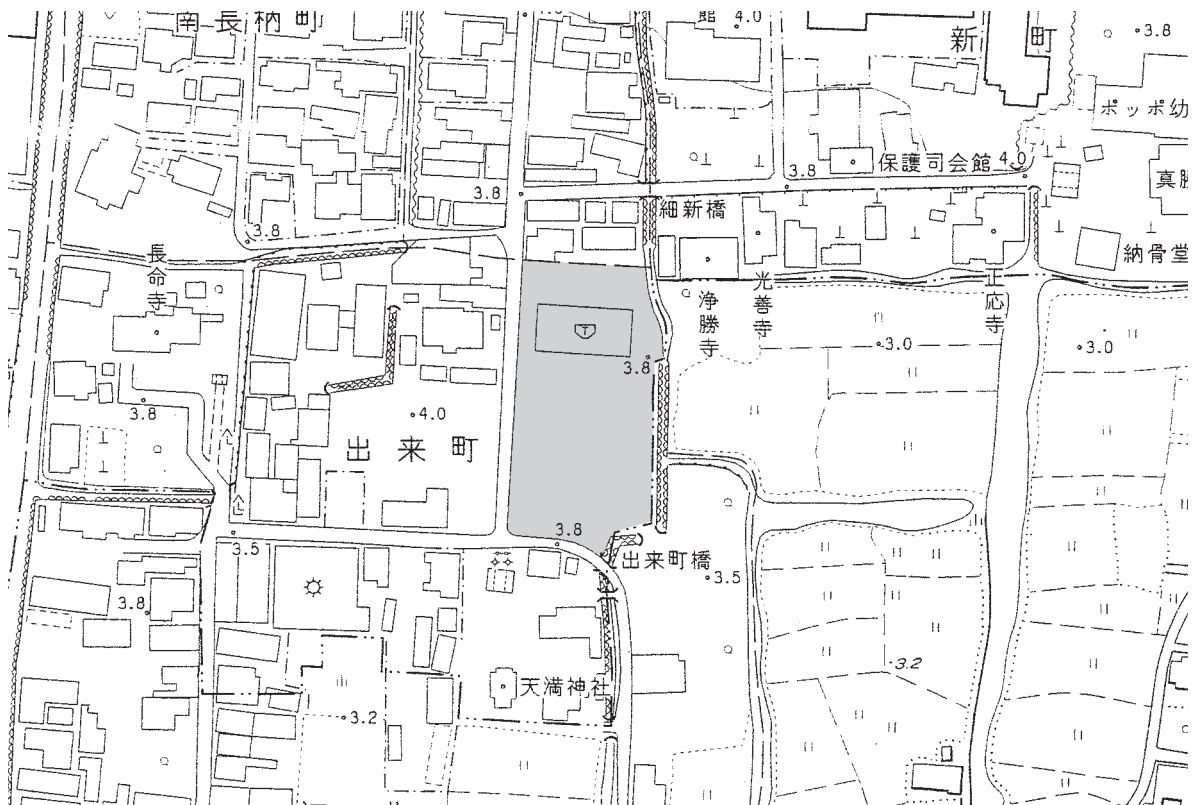 南長柄町
館
4.0
新町
3.8
ポッポ幼
3.8
3.8
保護司会館
4.0
真勝
3.8
細新橋
納骨堂
長命寺
浄勝寺
光善寺
正応寺
T
3.0
3.0
3.8
3.8
4.0
出来町
3.8
3.5
出来町橋
3.5
3.8
3.2
天満神社
3.2